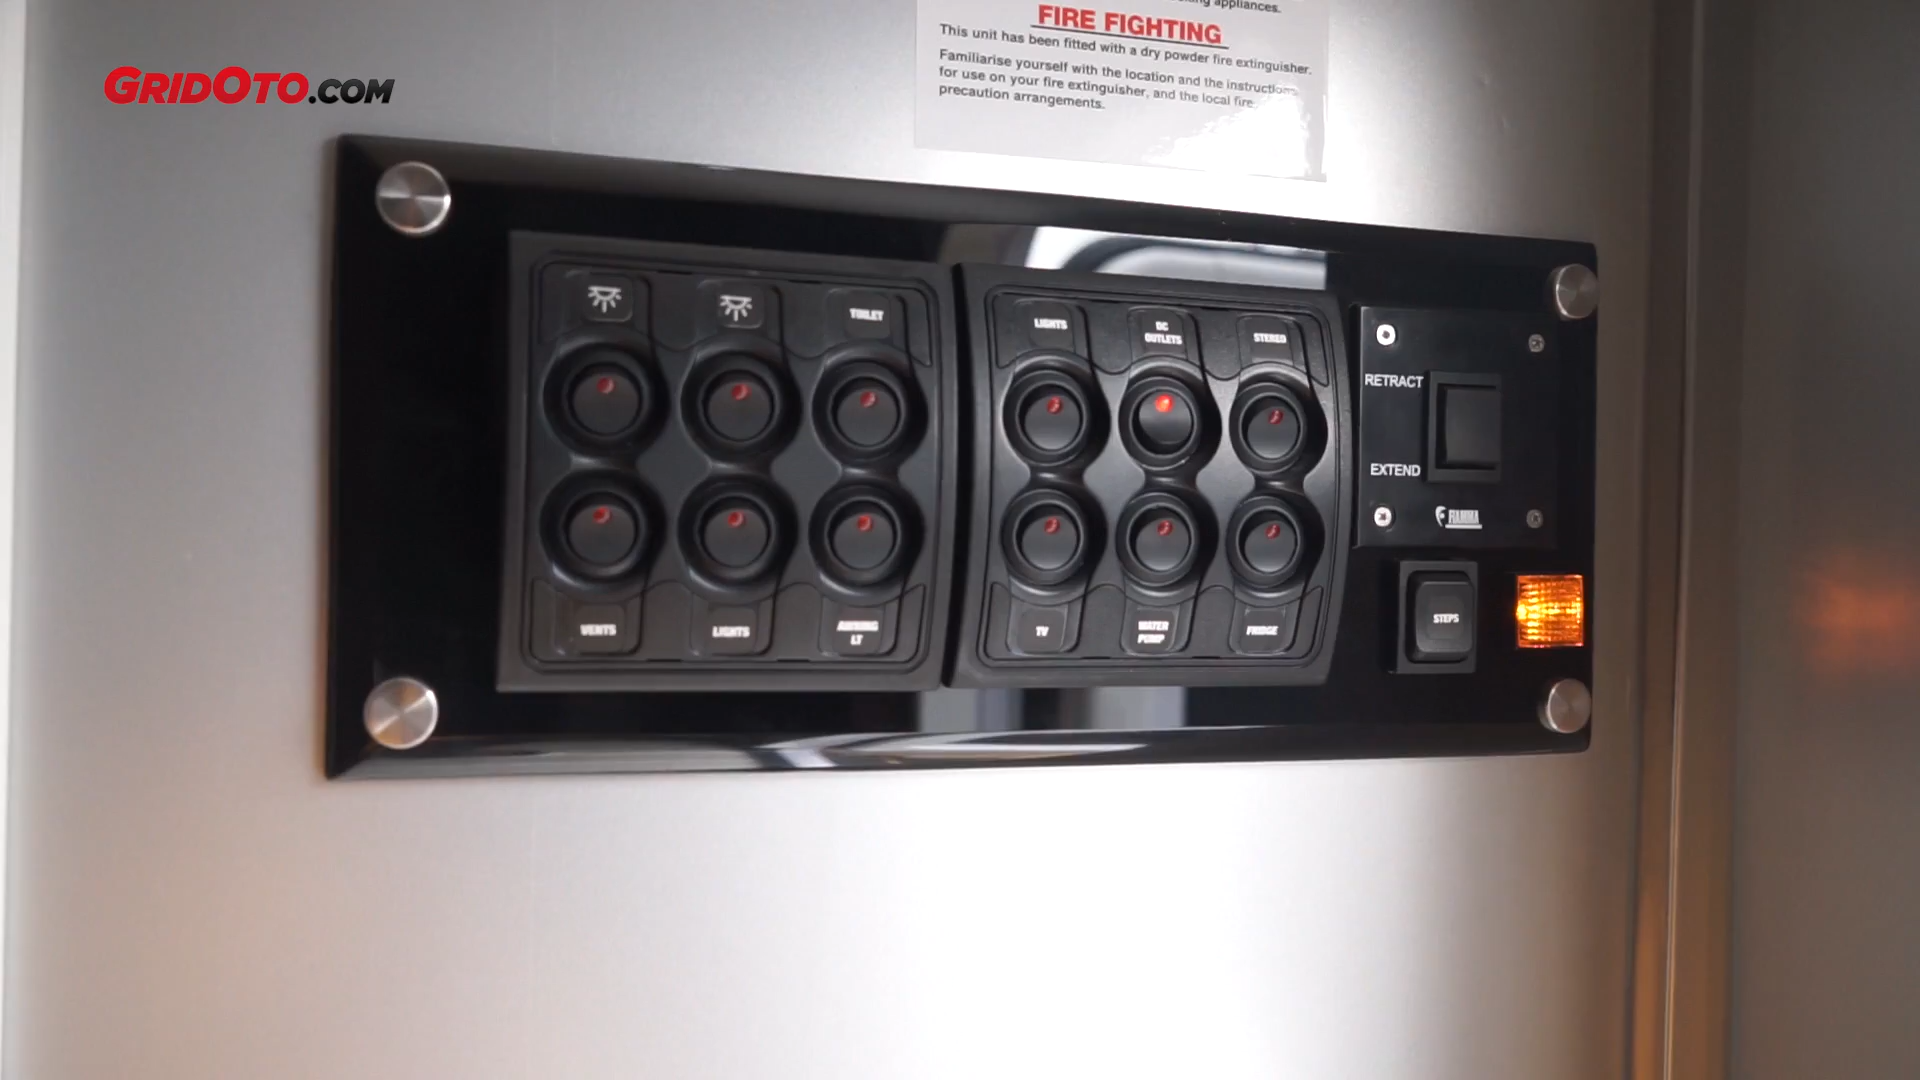 GRIDOTO.COM
appliances.
FIRE FIGHTING
This unit has been fitted with a dry powder fire extinguisher.
Familiarise yourself with the location and the instructions
for use on your fire extinguisher, and the local fire
precaution arrangements.
TOILET
LIGHTS
DC
OUTLETS
STEREO
RETRACT
EXTEND
FIAMMA
VENTS
LIGHTS
AWNING
LT
TV
WATER
PUMP
FRIDGE
STEPS